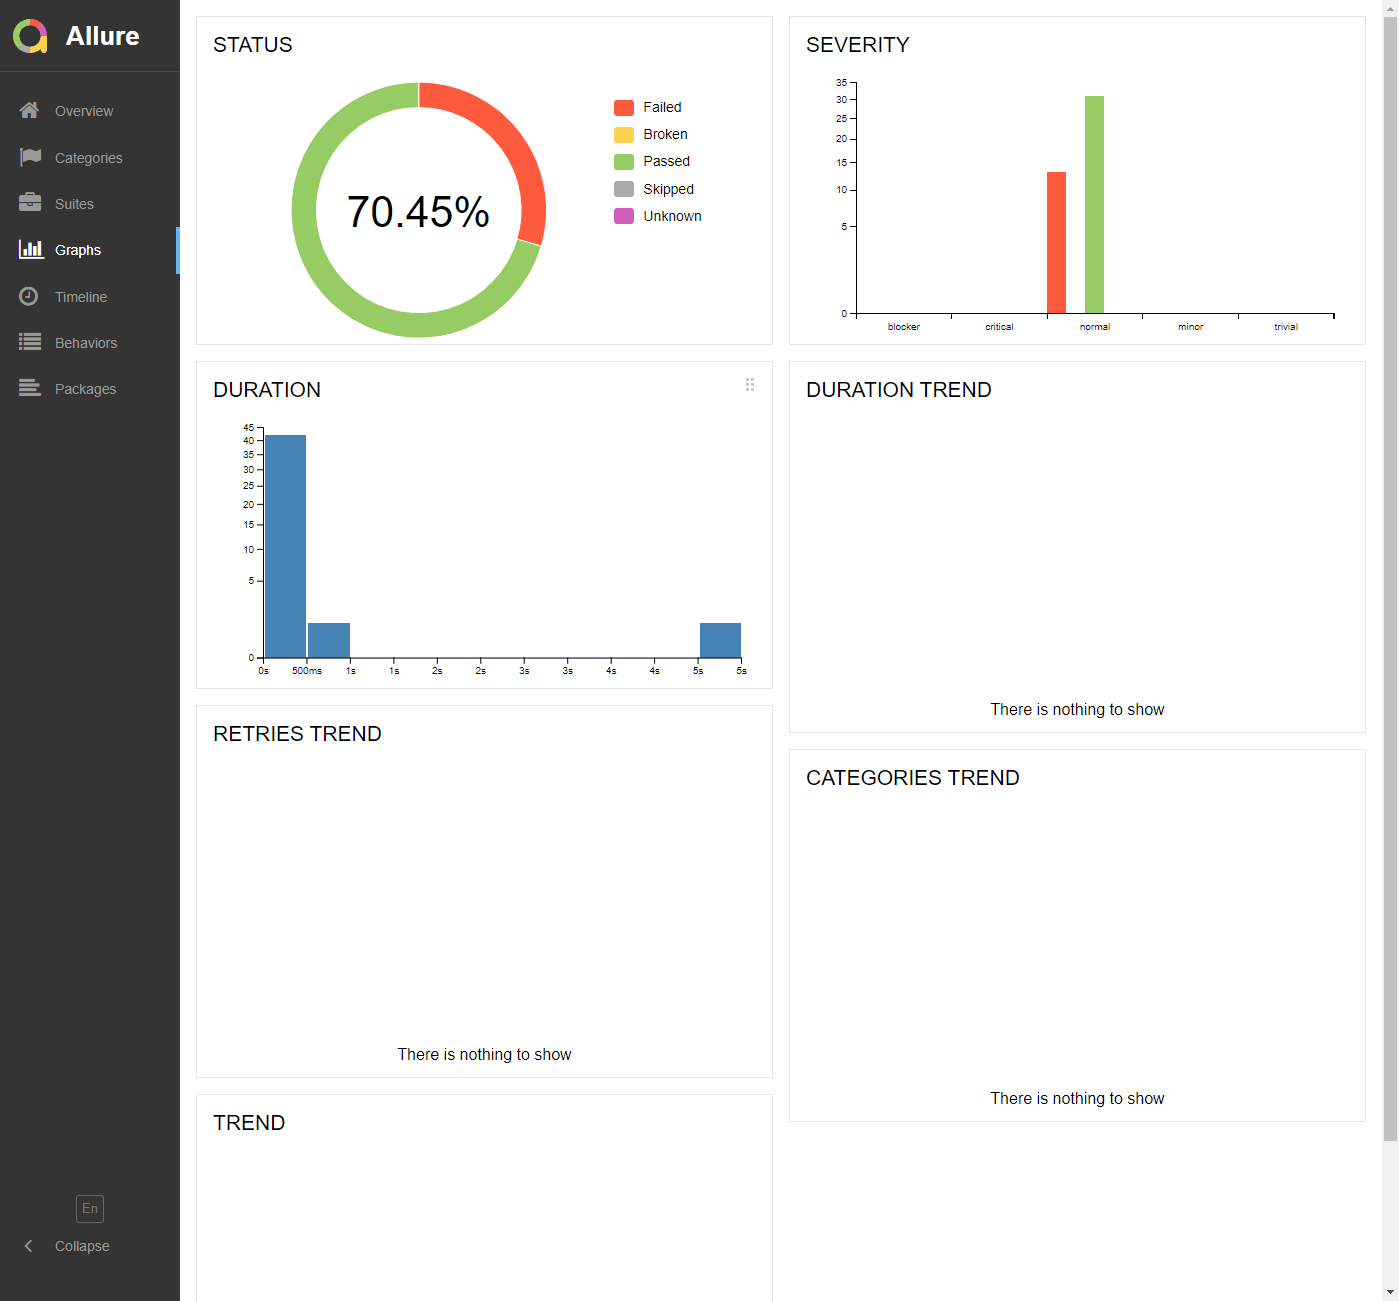 Allure
Overview
Categories
Suites
Graphs
Timeline
Behaviors
Packages
En
Collapse
STATUS
70.45%
Failed
Broken
Passed
Skipped
Unknown
SEVERITY
35
30
25
20
15
10
5
0
blocker critical normal minor trivial
DURATION
45
40
35
30
25
20
15
10
5
0
0s 500ms 1s 1s 2s 2s 3s 3s 4s 4s 5s 5s
DURATION TREND
There is nothing to show
RETRIES TREND
There is nothing to show
CATEGORIES TREND
There is nothing to show
TREND